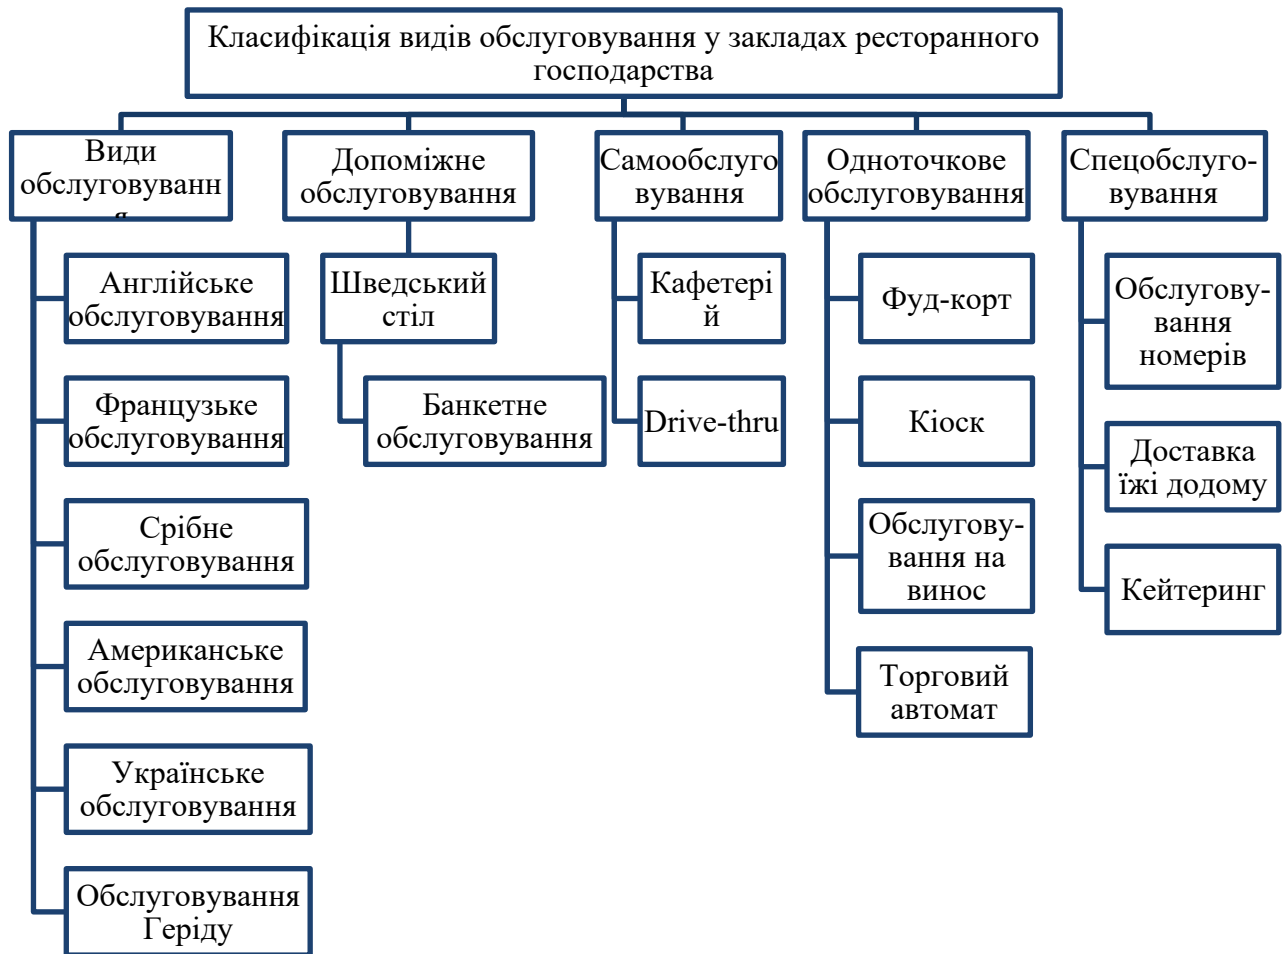 Класифікація видів обслуговування у закладах ресторанного
господарства
Види
обслуговуванн
я
Допоміжне
обслуговування
Самообслуго
вування
Одноточкове
обслуговування
Спецобслуго-
вування
Англійське
обслуговування
Французьке
обслуговування
Срібне
обслуговування
Американське
обслуговування
Українське
обслуговування
Обслуговування
Геріду
Шведський
стіл
Банкетне
обслуговування
Кафетері
й
Drive-thru
Фуд-корт
Кіоск
Обслугову-
вання на
винос
Торговий
автомат
Обслугову-
вання
номерів
Доставка
їжі додому
Кейтеринг